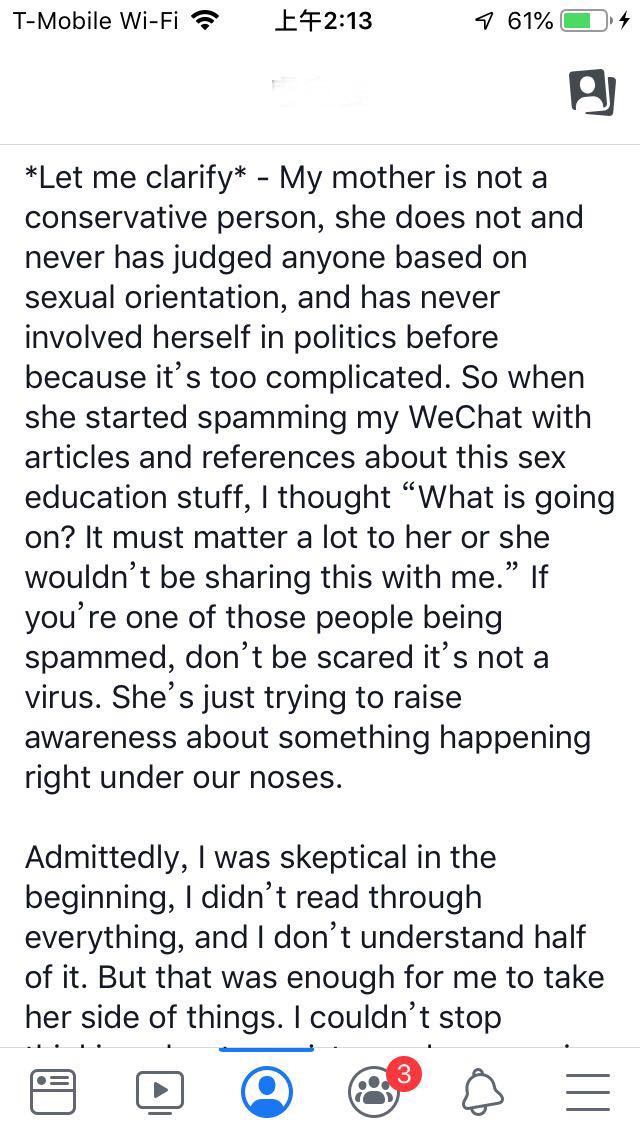 T-Mobile Wi-Fi 上午2:13 61%
*Let me clarify* - My mother is not a
conservative person, she does not and
never has judged anyone based on
sexual orientation, and has never
involved herself in politics before
because it’s too complicated. So when
she started spamming my WeChat with
articles and references about this sex
education stuff, I thought “What is going
on? It must matter a lot to her or she
wouldn’t be sharing this with me.” If
you’re one of those people being
spammed, don’t be scared it’s not a
virus. She’s just trying to raise
awareness about something happening
right under our noses.
Admittedly, I was skeptical in the
beginning, I didn’t read through
everything, and I don’t understand half
of it. But that was enough for me to take
her side of things. I couldn’t stop
3